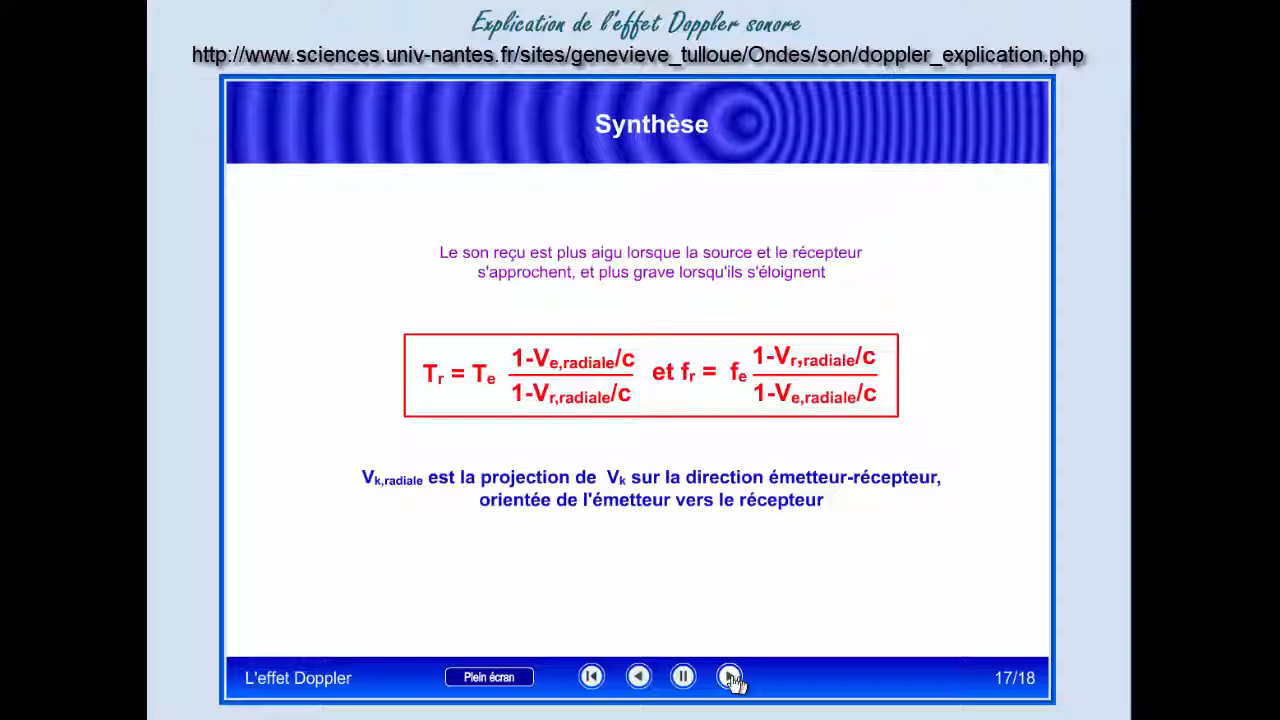 Explication de l'effet Doppler sonore
http://www.sciences.univ-nantes.fr/sites/genevieve_tulloue/Ondes/son/doppler_explication.php
Synthèse
Le son reçu est plus aigu lorsque la source et le récepteur
s'approchent, et plus grave lorsqu'ils s'éloignent
Tr = Te (1-Ve,radiale/c)/(1-Vr,radiale/c) et fr = fe (1-Vr,radiale/c)/(1-Ve,radiale/c)
Vk,radiale est la projection de Vk sur la direction émetteur-récepteur,
orientée de l'émetteur vers le récepteur
L'effet Doppler Plein écran 17/18